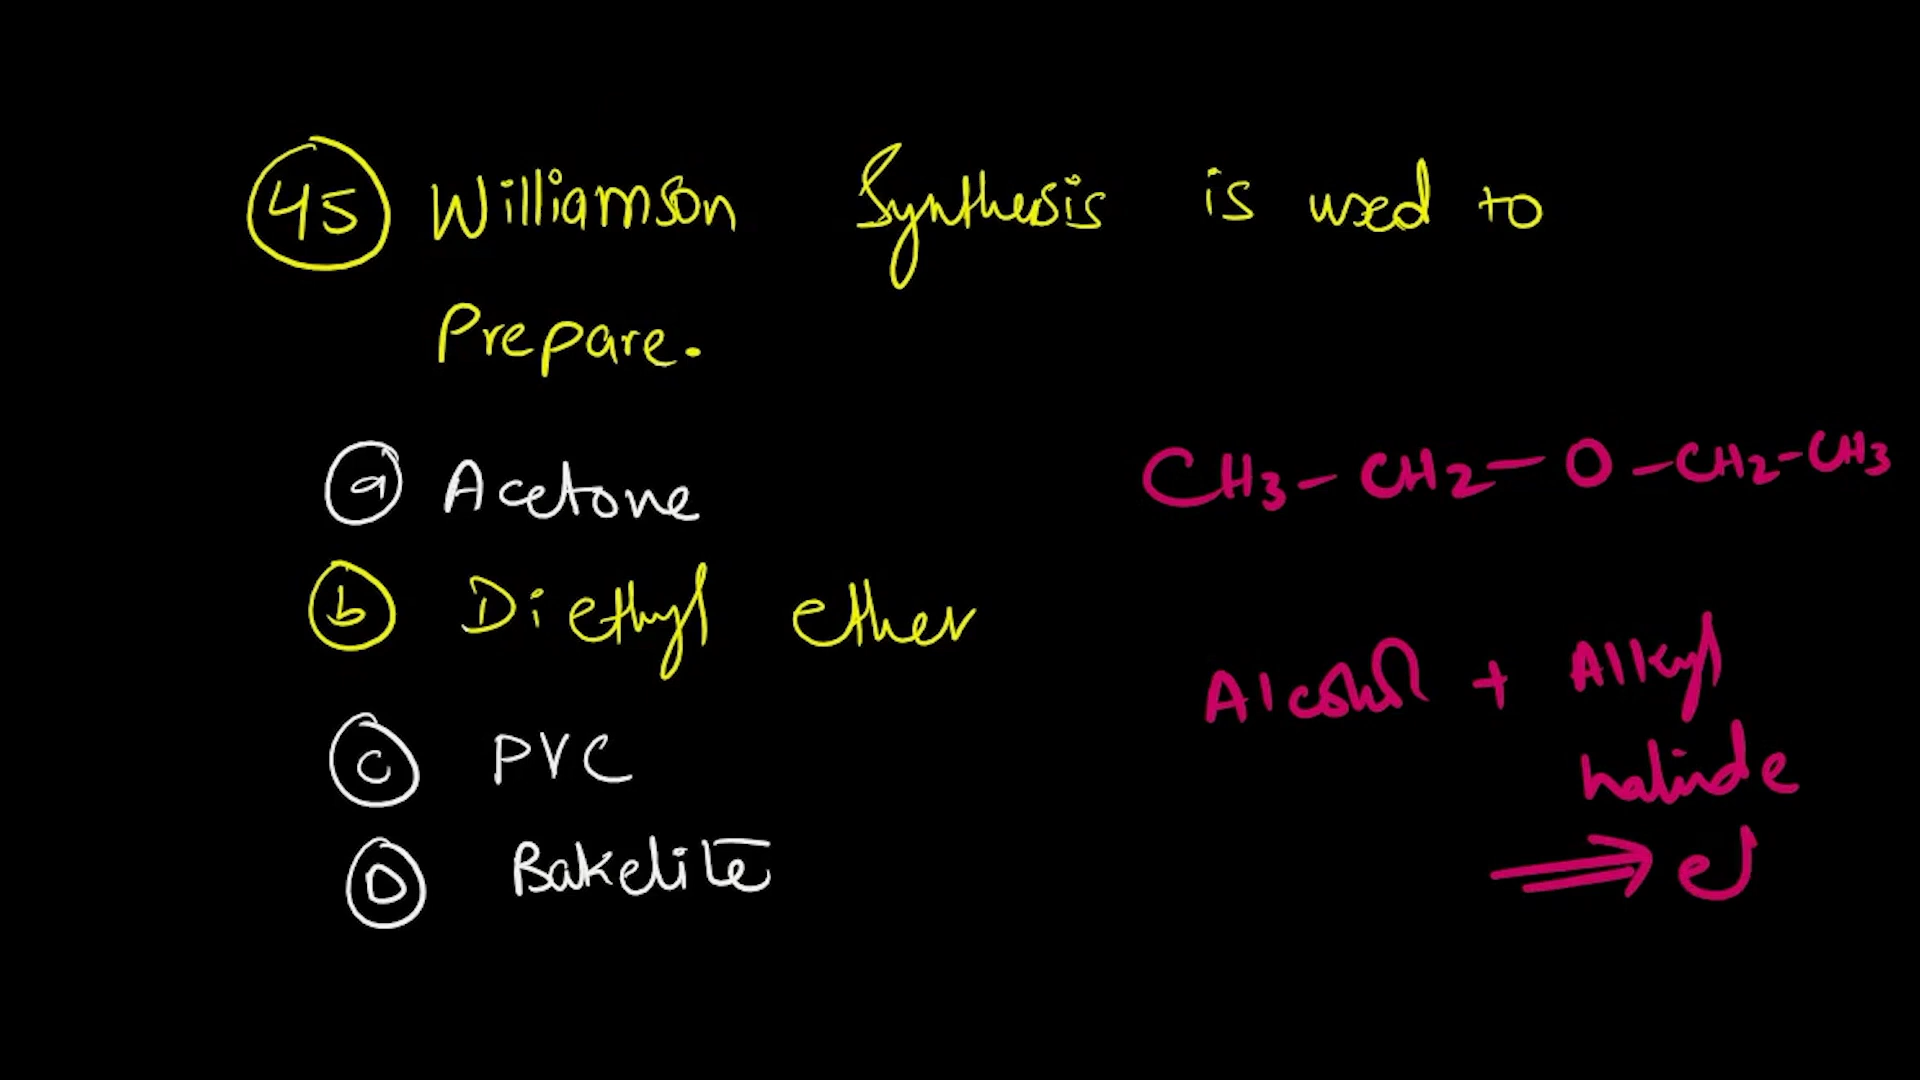 45 Williamson Synthesis is used to
Prepare.
a Acetone
b Diethyl ether
c PVC
D Bakelite
CH3-CH2-O-CH2-CH3
Alcohol + Alkyl
halide
⇒